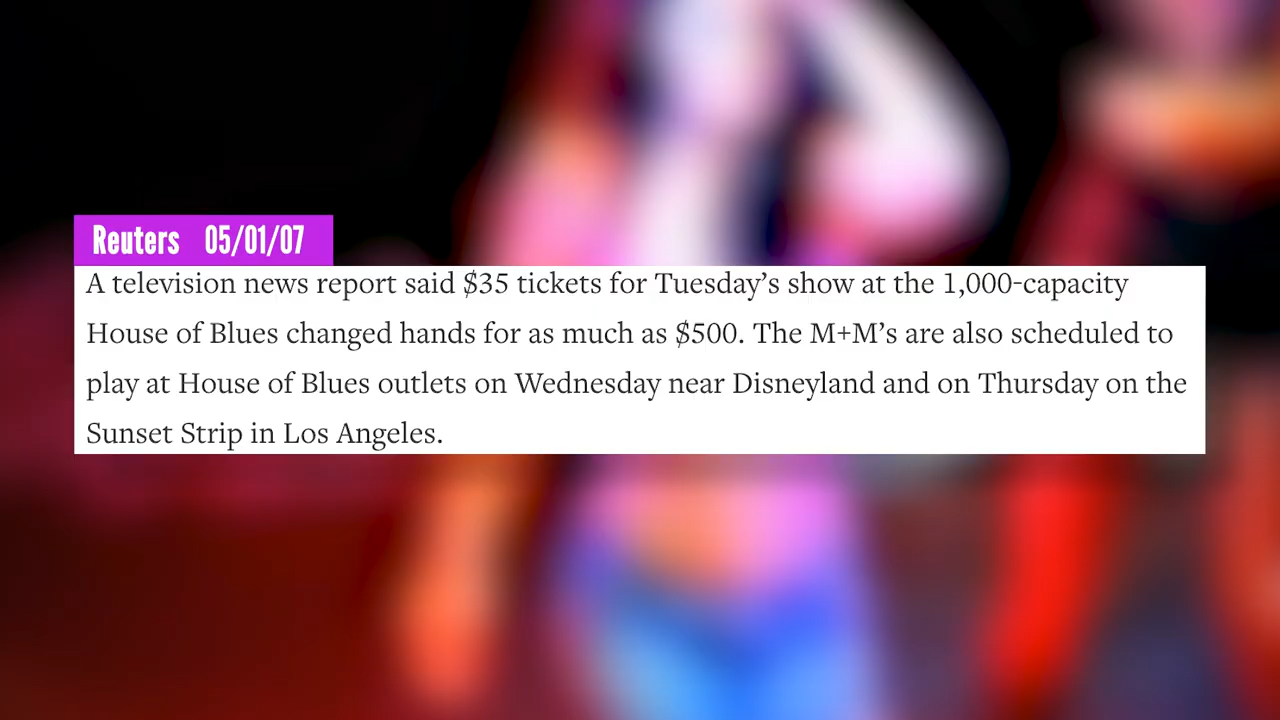 Reuters 05/01/07
A television news report said $35 tickets for Tuesday’s show at the 1,000-capacity
House of Blues changed hands for as much as $500. The M+M’s are also scheduled to
play at House of Blues outlets on Wednesday near Disneyland and on Thursday on the
Sunset Strip in Los Angeles.